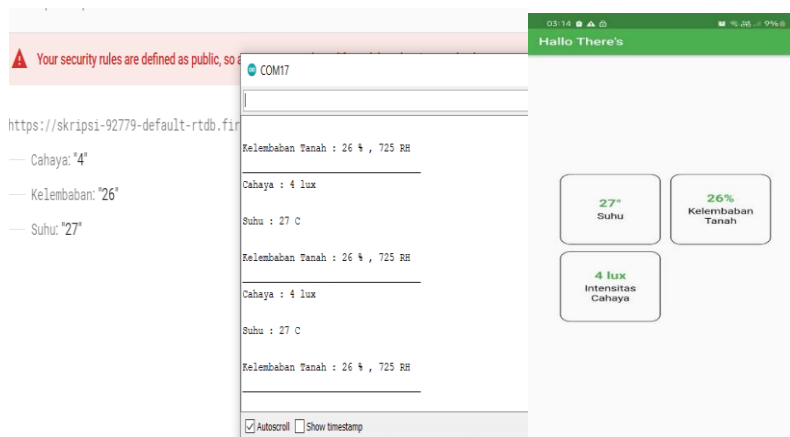 Your security rules are defined as public, so
https://skripsi-92779-default-rtdb.fir
Cahaya: "4"
Kelembaban: "26"
Suhu: "27"
COM17
Kelembaban Tanah : 26 % , 725 RH
Cahaya : 4 lux
Suhu : 27 C
Kelembaban Tanah : 26 % , 725 RH
Cahaya : 4 lux
Suhu : 27 C
Kelembaban Tanah : 26 % , 725 RH
Autoscroll Show timestamp
03:14 9%
Hallo There's
27°
Suhu
26%
Kelembaban
Tanah
4 lux
Intensitas
Cahaya